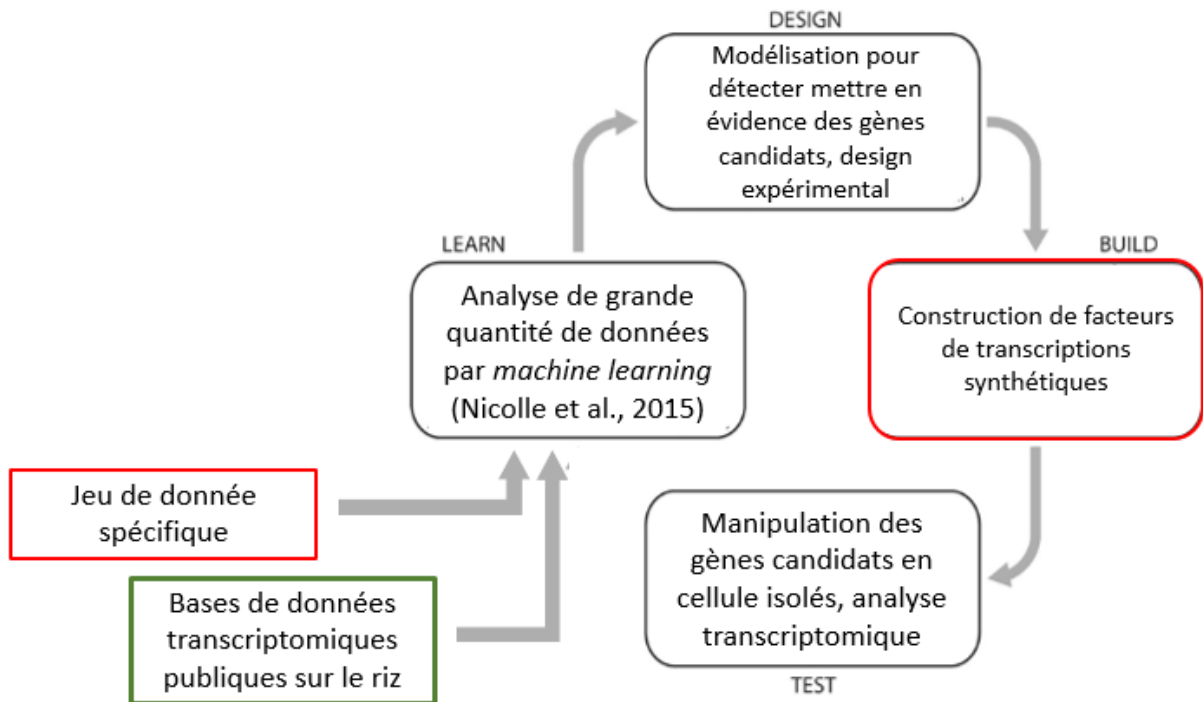 DESIGN
Modélisation pour
détecter mettre en
évidence des gènes
candidats, design
expérimental
LEARN
Analyse de grande
quantité de données
par machine learning
(Nicolle et al., 2015)
BUILD
Construction de facteurs
de transcriptions
synthétiques
Jeu de donnée
spécifique
Bases de données
transcriptomiques
publiques sur le riz
Manipulation des
gènes candidats en
cellule isolés, analyse
transcriptomique
TEST